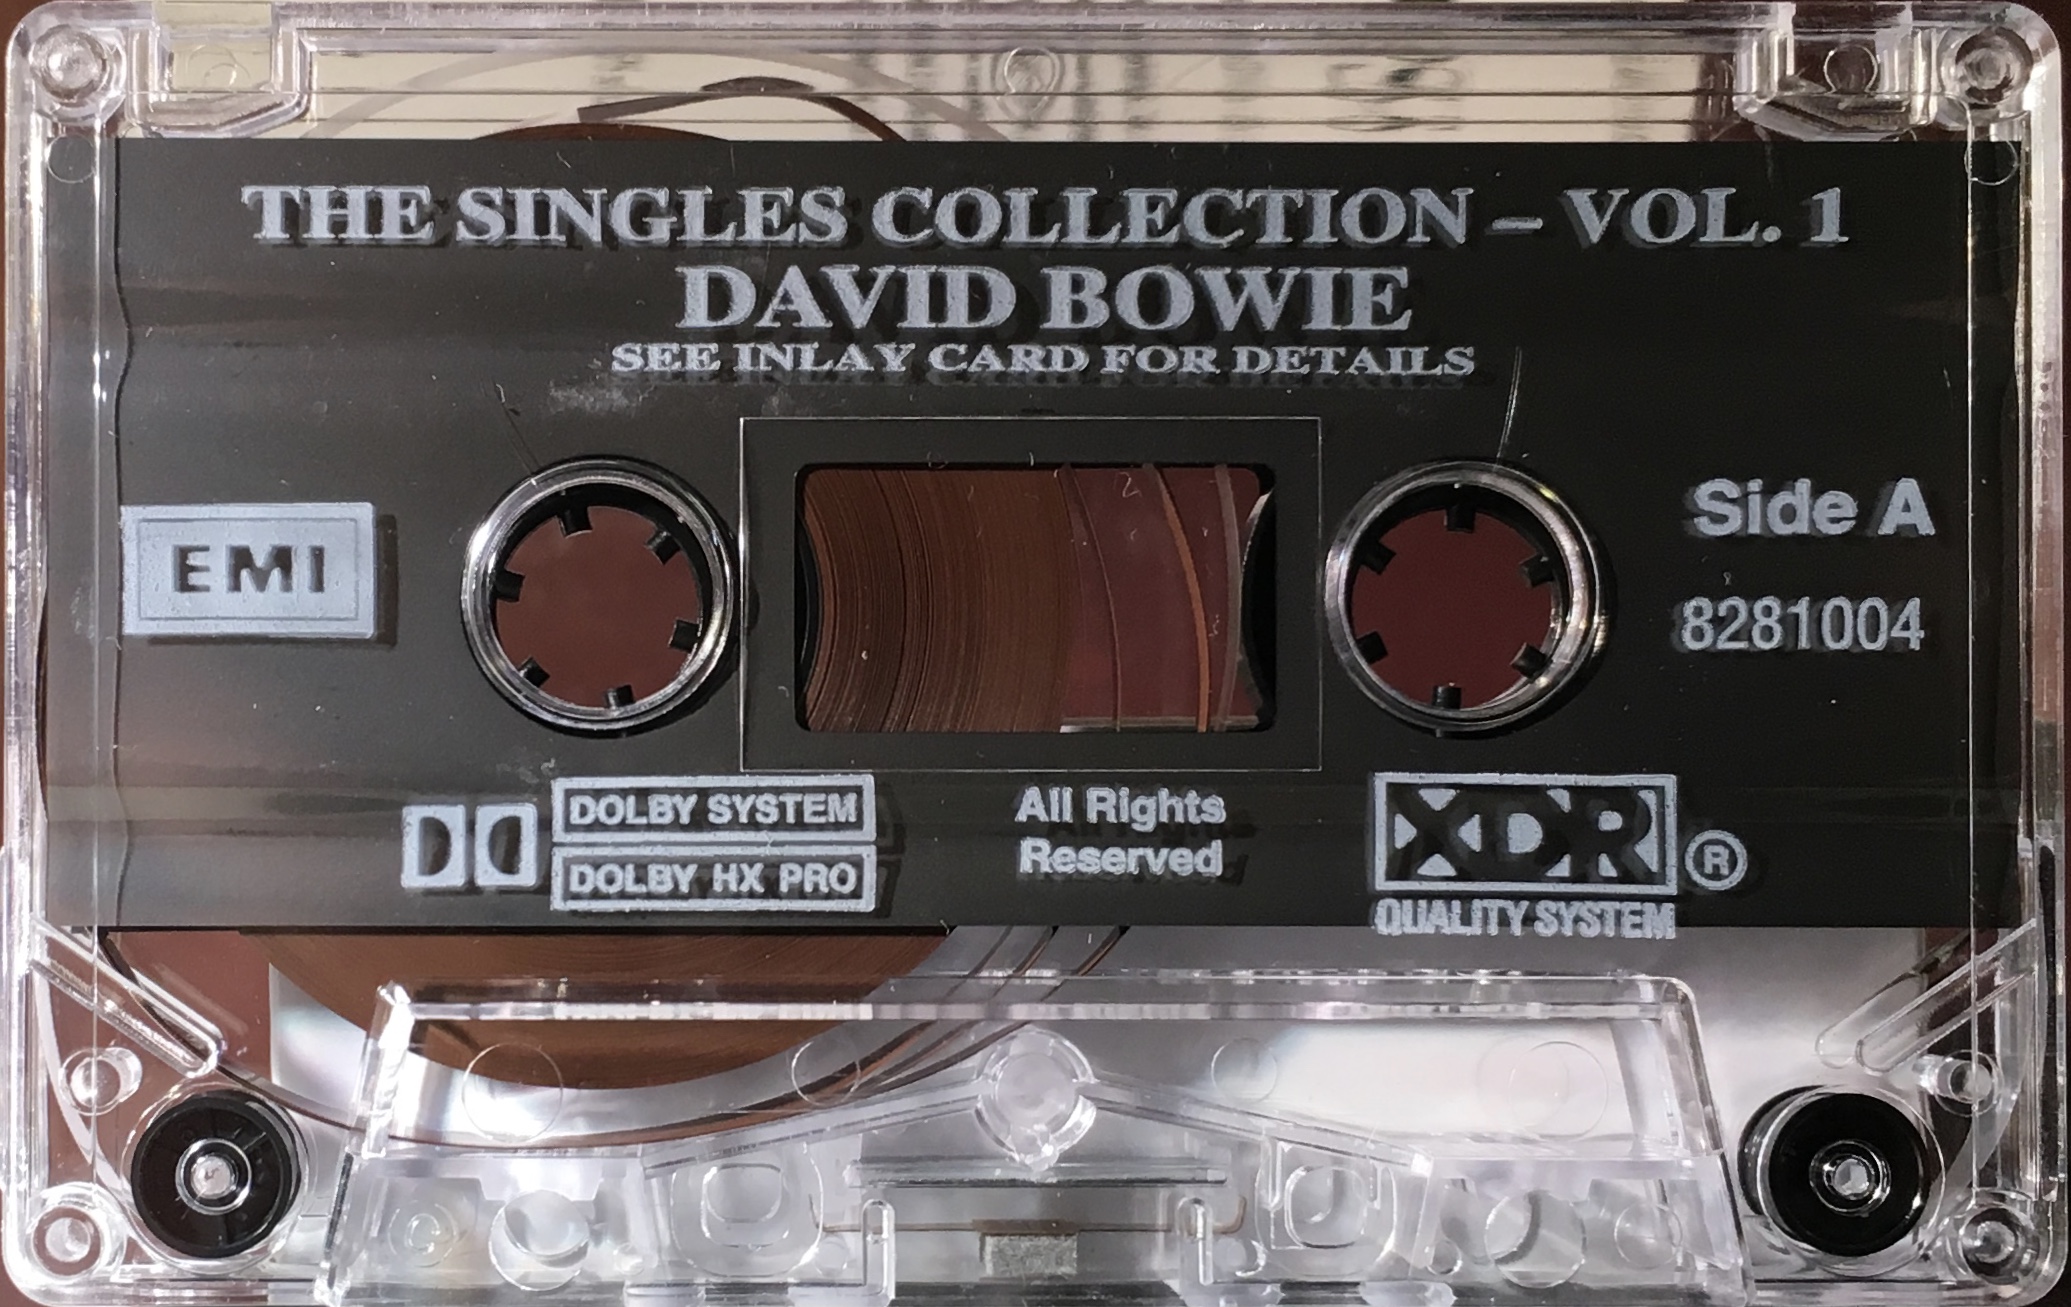 THE SINGLES COLLECTION – VOL. 1
DAVID BOWIE
SEE INLAY CARD FOR DETAILS
EMI
Side A
8281004
DOLBY SYSTEM
DOLBY HX PRO
All Rights
Reserved
XDR ®
QUALITY SYSTEM